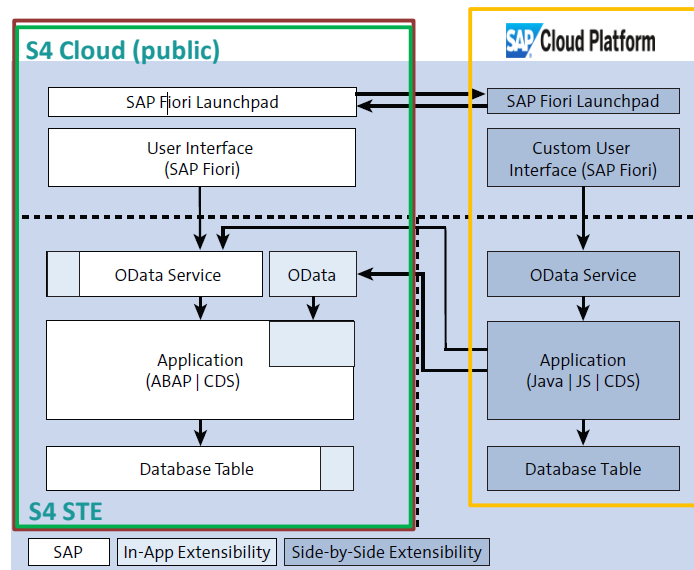 S4 Cloud (public)
SAP Cloud Platform
SAP Fiori Launchpad
SAP Fiori Launchpad
User Interface
(SAP Fiori)
Custom User
Interface (SAP Fiori)
OData Service
OData
OData Service
Application
(ABAP | CDS)
Application
(Java | JS | CDS)
Database Table
Database Table
S4 STE
SAP
In-App Extensibility
Side-by-Side Extensibility